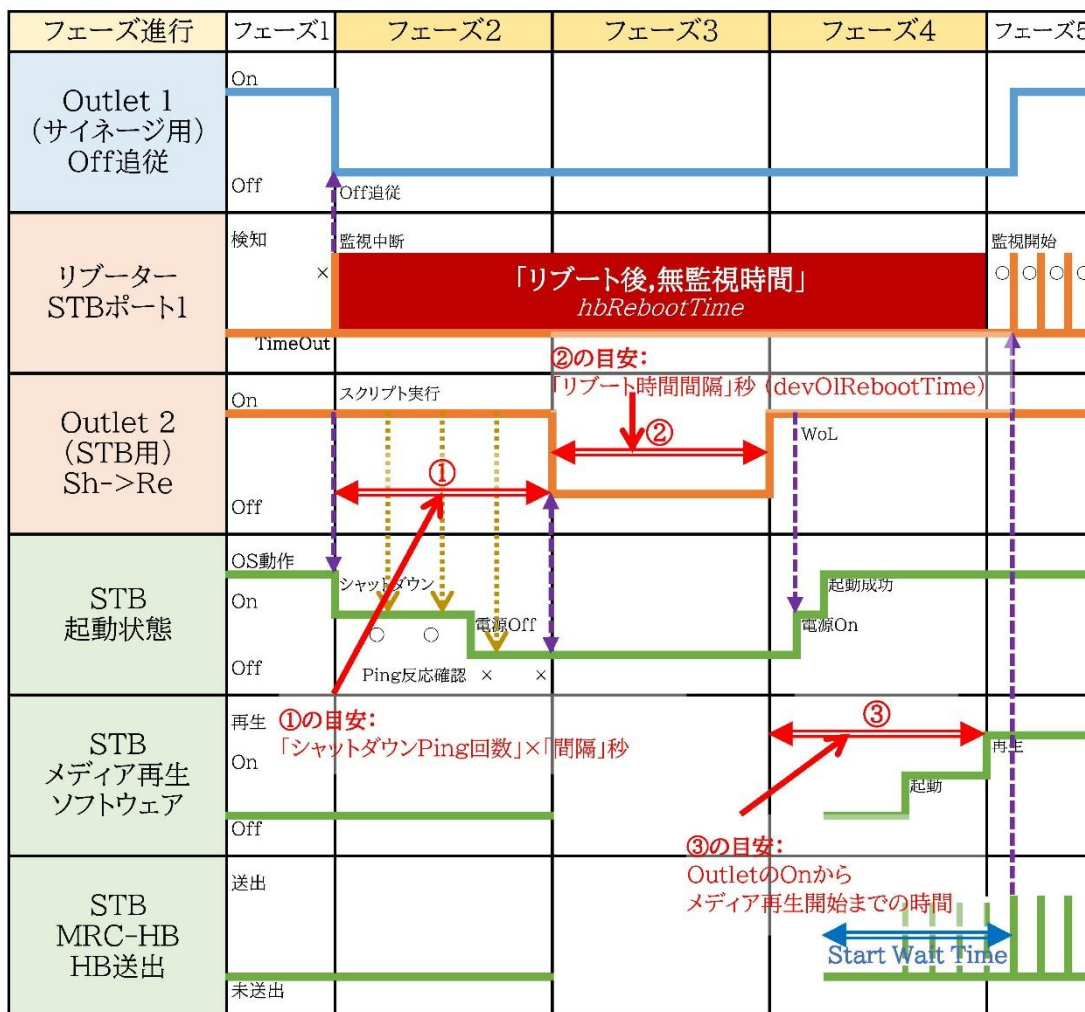 フェーズ進行
フェーズ1
フェーズ2
フェーズ3
フェーズ4
フェーズ5
Outlet 1
(サイネージ用)
Off追従
On
Off
Off追従
リブーター
STBポート1
検知
×
TimeOut
監視中断
「リブート後,無監視時間」
hbRebootTime
監視開始
○ ○ ○ ○
②の目安:
「リブート時間間隔」秒 (devOlRebootTime)
Outlet 2
(STB用)
Sh->Re
On
Off
スクリプト実行
①
②
WoL
STB
起動状態
OS動作
On
Off
シャットダウン
○ ○
電源Off
Ping反応確認 × ×
起動成功
電源On
STB
メディア再生
ソフトウェア
再生
On
Off
①の目安:
「シャットダウンPing回数」×「間隔」秒
③
再生
起動
③の目安:
OutletのOnから
メディア再生開始までの時間
STB
MRC-HB
HB送出
送出
未送出
Start Wait Time